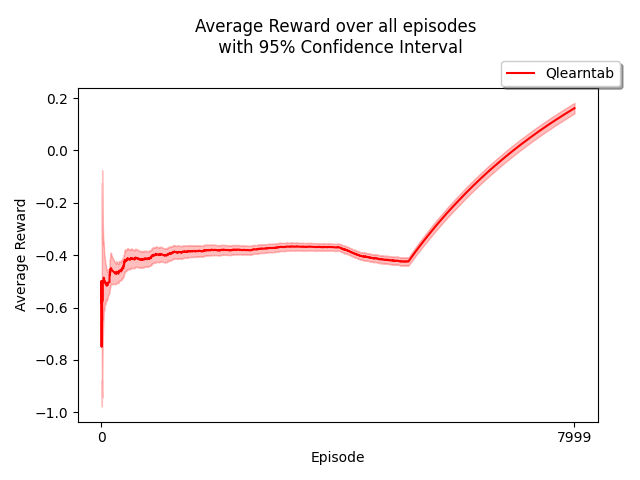 Average Reward over all episodes
with 95% Confidence Interval
Qlearntab
0.2
0.0
−0.2
−0.4
−0.6
−0.8
−1.0
Average Reward
0
7999
Episode